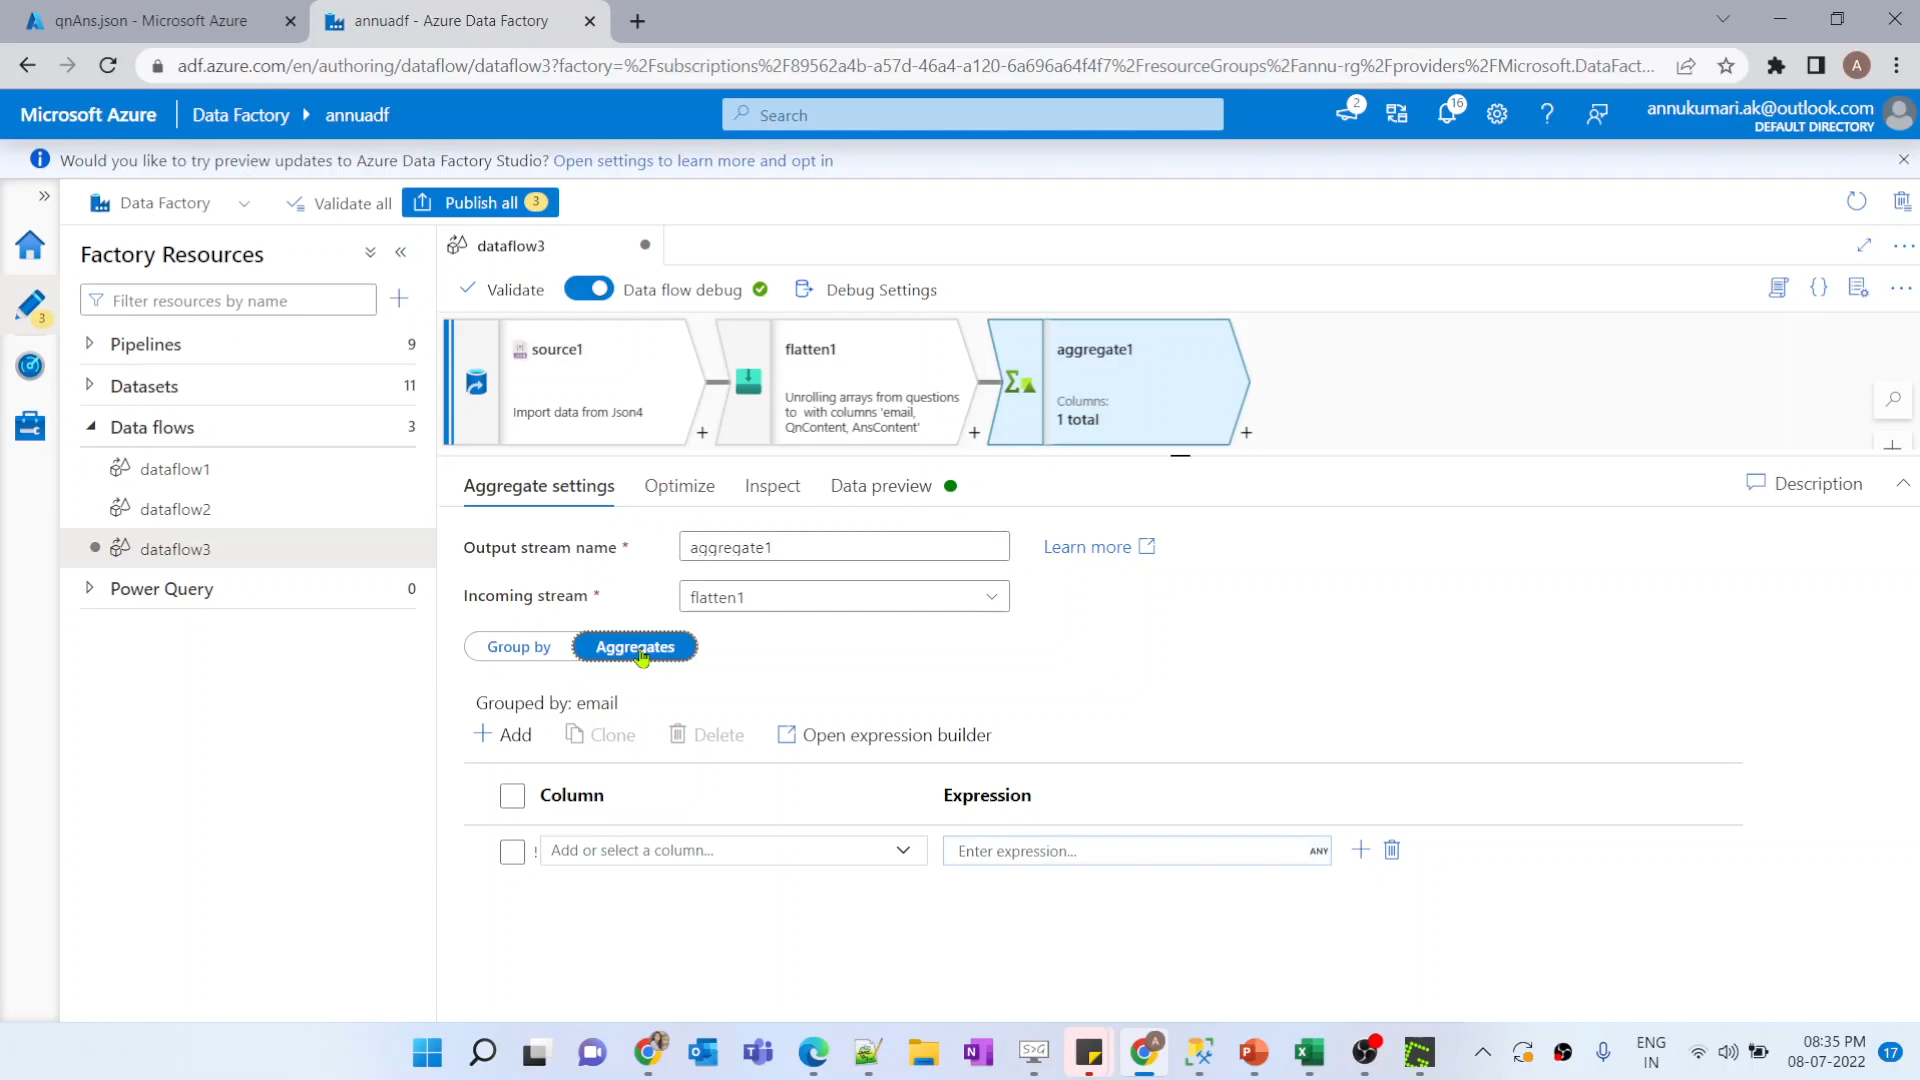 qnAns.json - Microsoft Azure
annuadf - Azure Data Factory
adf.azure.com/en/authoring/dataflow/dataflow3?factory=%2Fsubscriptions%2F89562a4b-a57d-46a4-a120-6a696a64f4f7%2FresourceGroups%2Fannu-rg%2Fproviders%2FMicrosoft.DataFact...
A
Microsoft Azure
Data Factory
annuadf
Search
2
16
annukumari.ak@outlook.com
DEFAULT DIRECTORY
Would you like to try preview updates to Azure Data Factory Studio? Open settings to learn more and opt in
Data Factory
Validate all
Publish all 3
Factory Resources
dataflow3
Filter resources by name
Validate
Data flow debug
Debug Settings
3
Pipelines 9
Datasets 11
Data flows 3
dataflow1
dataflow2
dataflow3
Power Query 0
source1
Import data from Json4
flatten1
Unrolling arrays from questions
to with columns 'email,
QnContent, AnsContent'
aggregate1
Columns:
1 total
Aggregate settings
Optimize
Inspect
Data preview
Description
Output stream name *
aggregate1
Learn more
Incoming stream *
flatten1
Group by
Aggregates
Grouped by: email
Add
Clone
Delete
Open expression builder
Column
Expression
! Add or select a column...
Enter expression...
ANY
ENG
IN
08:35 PM
08-07-2022
17